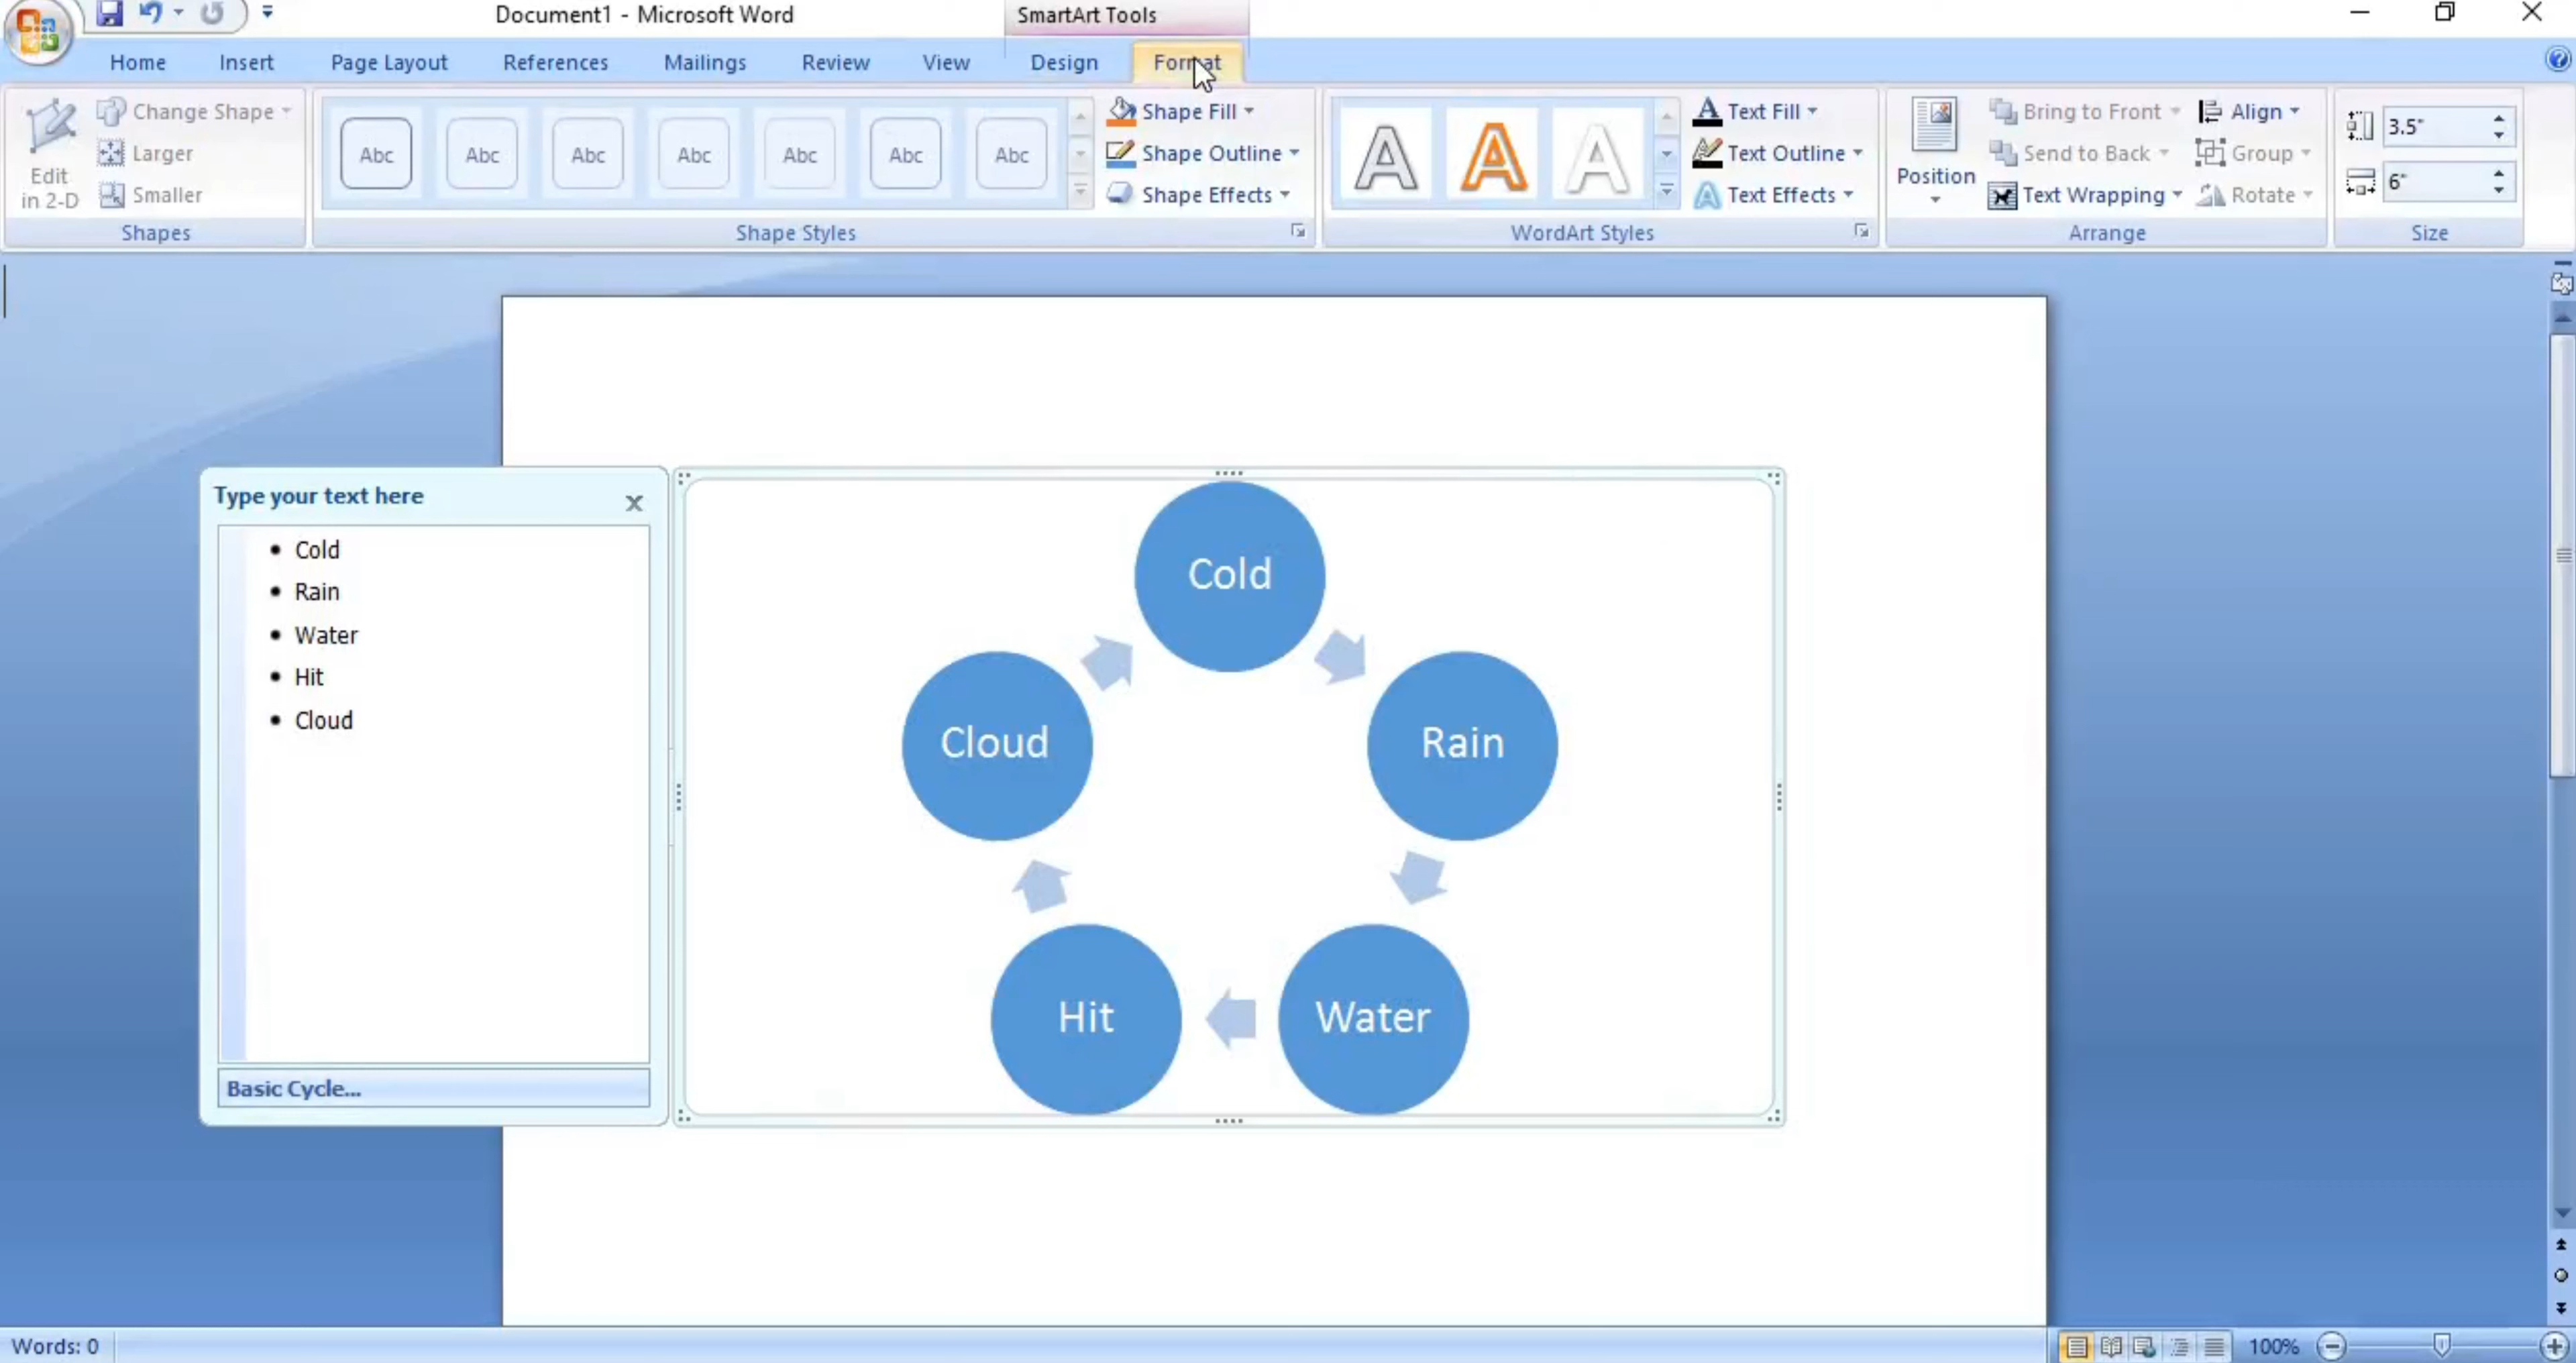 Document1 - Microsoft Word
SmartArt Tools
Home Insert Page Layout References Mailings Review View Design Format
Edit in 2-D
Change Shape
Larger
Smaller
Shapes
Abc Abc Abc Abc Abc Abc Abc
Shape Fill
Shape Outline
Shape Effects
Shape Styles
A A A
Text Fill
Text Outline
Text Effects
WordArt Styles
Position
Bring to Front
Send to Back
Text Wrapping
Align
Group
Rotate
Arrange
3.5"
6"
Size
Type your text here
x
• Cold
• Rain
• Water
• Hit
• Cloud
Basic Cycle...
Cold
Rain
Water
Hit
Cloud
Words: 0
100%